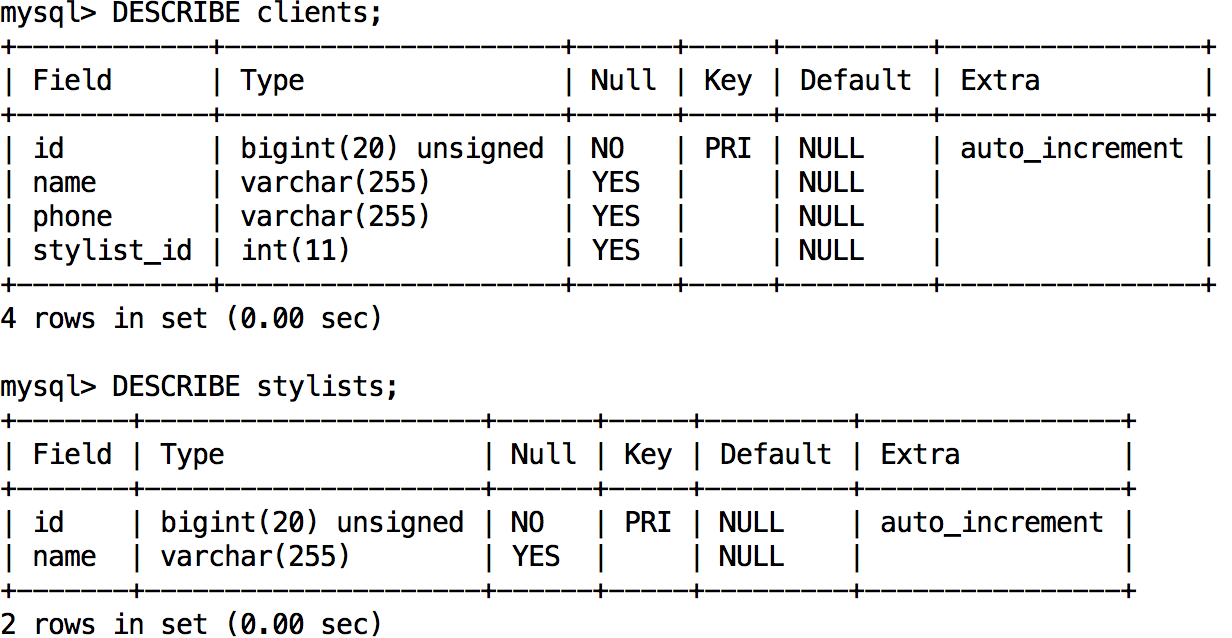 mysql> DESCRIBE clients;
+-------------+---------------------+------+-----+---------+----------------+
| Field       | Type                | Null | Key | Default | Extra          |
+-------------+---------------------+------+-----+---------+----------------+
| id          | bigint(20) unsigned | NO   | PRI | NULL    | auto_increment |
| name        | varchar(255)        | YES  |     | NULL    |                |
| phone       | varchar(255)        | YES  |     | NULL    |                |
| stylist_id  | int(11)             | YES  |     | NULL    |                |
+-------------+---------------------+------+-----+---------+----------------+
4 rows in set (0.00 sec)

mysql> DESCRIBE stylists;
+-------+---------------------+------+-----+---------+----------------+
| Field | Type                | Null | Key | Default | Extra          |
+-------+---------------------+------+-----+---------+----------------+
| id    | bigint(20) unsigned | NO   | PRI | NULL    | auto_increment |
| name  | varchar(255)        | YES  |     | NULL    |                |
+-------+---------------------+------+-----+---------+----------------+
2 rows in set (0.00 sec)